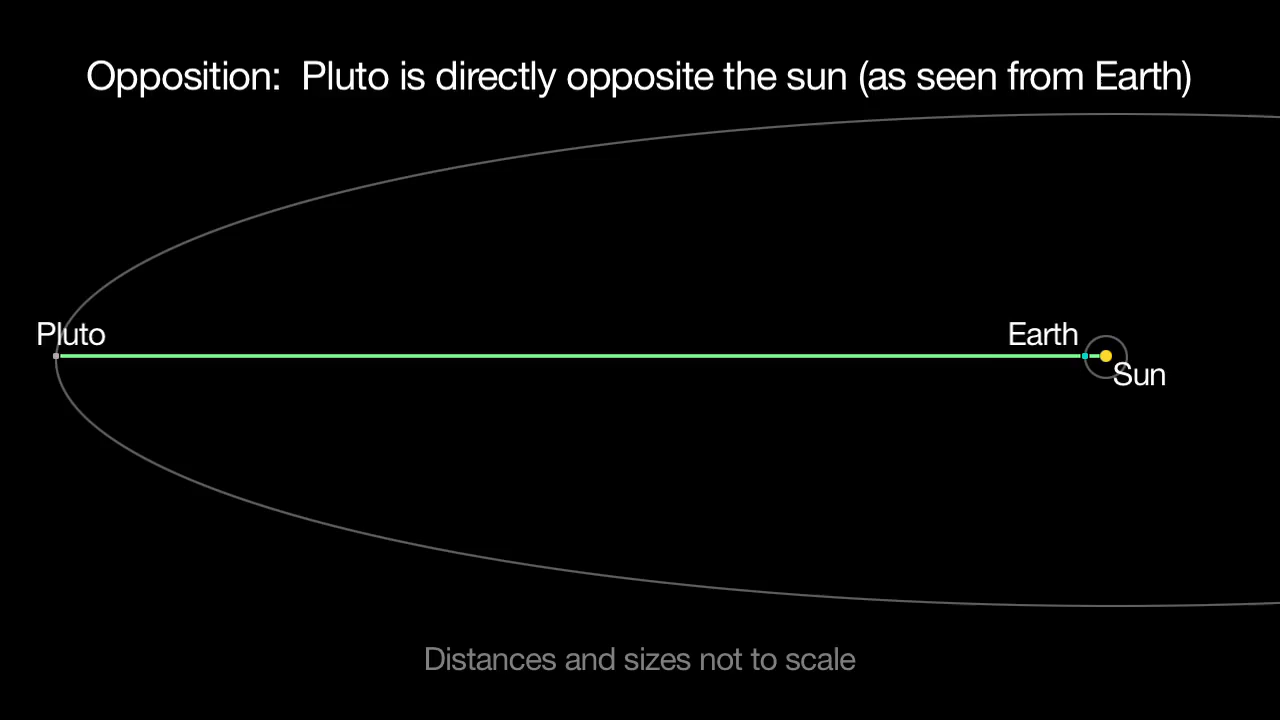 Opposition:  Pluto is directly opposite the sun (as seen from Earth)
Pluto
Earth
Sun
Distances and sizes not to scale